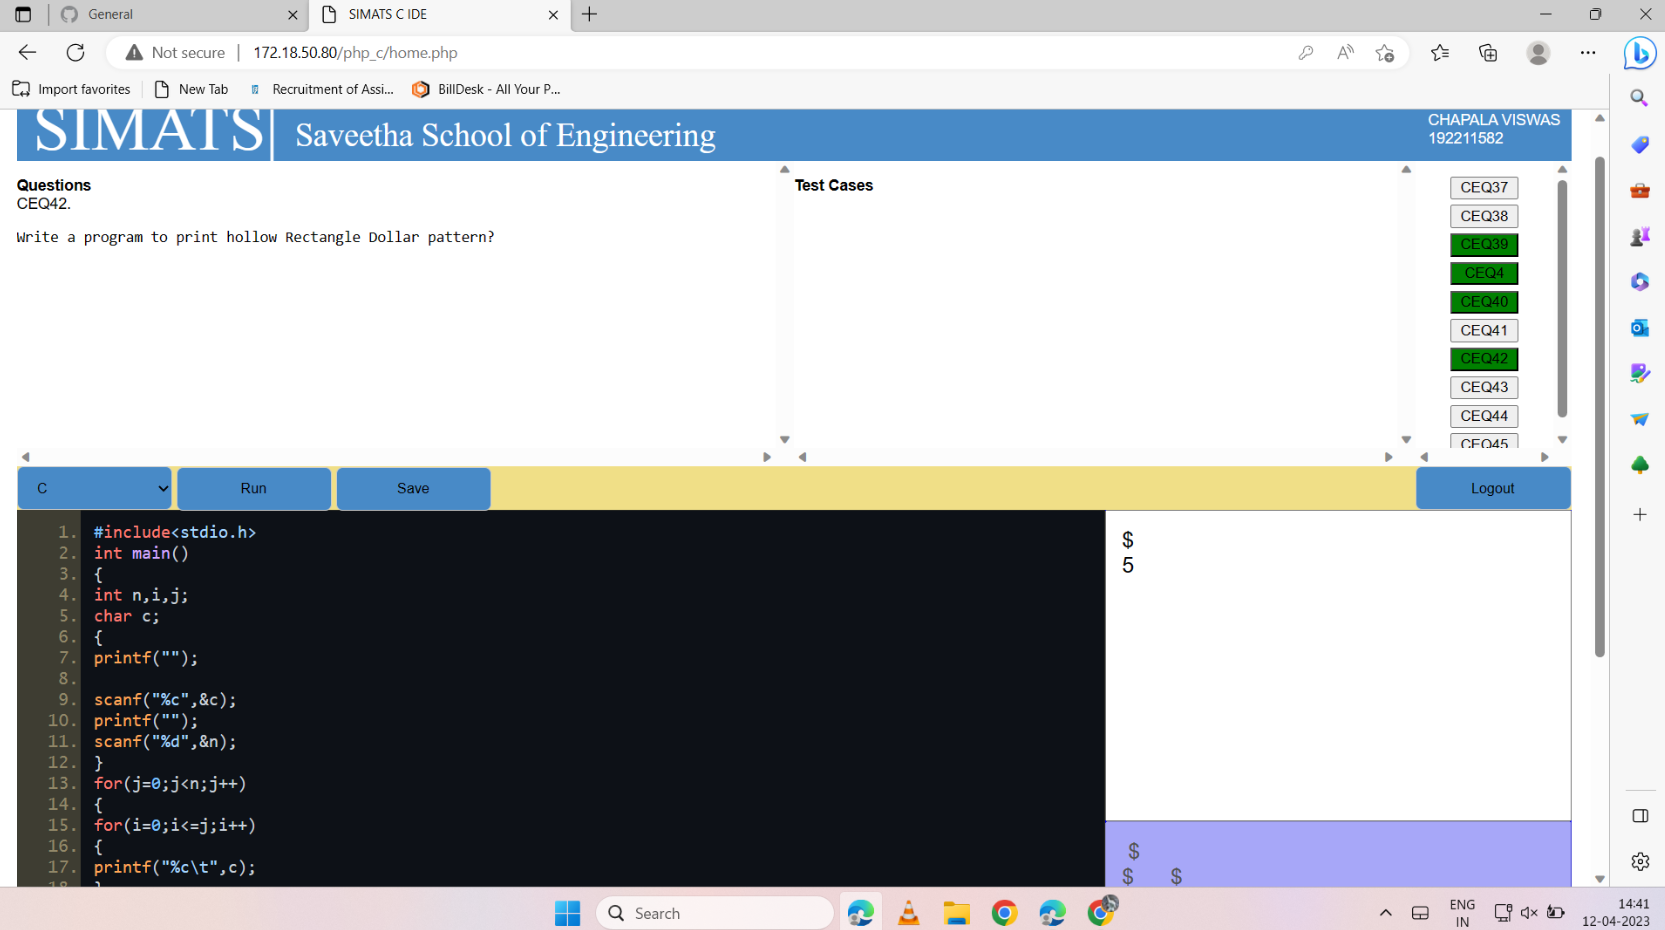 General
SIMATS C IDE
Not secure
172.18.50.80/php_c/home.php
Import favorites
New Tab
Recruitment of Assi...
BillDesk - All Your P...
SIMATS
Saveetha School of Engineering
CHAPALA VISWAS
192211582
Questions
CEQ42.
Write a program to print hollow Rectangle Dollar pattern?
Test Cases
CEQ37
CEQ38
CEQ39
CEQ4
CEQ40
CEQ41
CEQ42
CEQ43
CEQ44
CEQ45
C
Run
Save
Logout
1. #include<stdio.h>
2. int main()
3. {
4. int n,i,j;
5. char c;
6. {
7. printf("");
8.
9. scanf("%c",&c);
10. printf("");
11. scanf("%d",&n);
12. }
13. for(j=0;j<n;j++)
14. {
15. for(i=0;i<=j;i++)
16. {
17. printf("%c\t",c);
18. }
$
5
$
$ $
Search
ENG
IN
14:41
12-04-2023